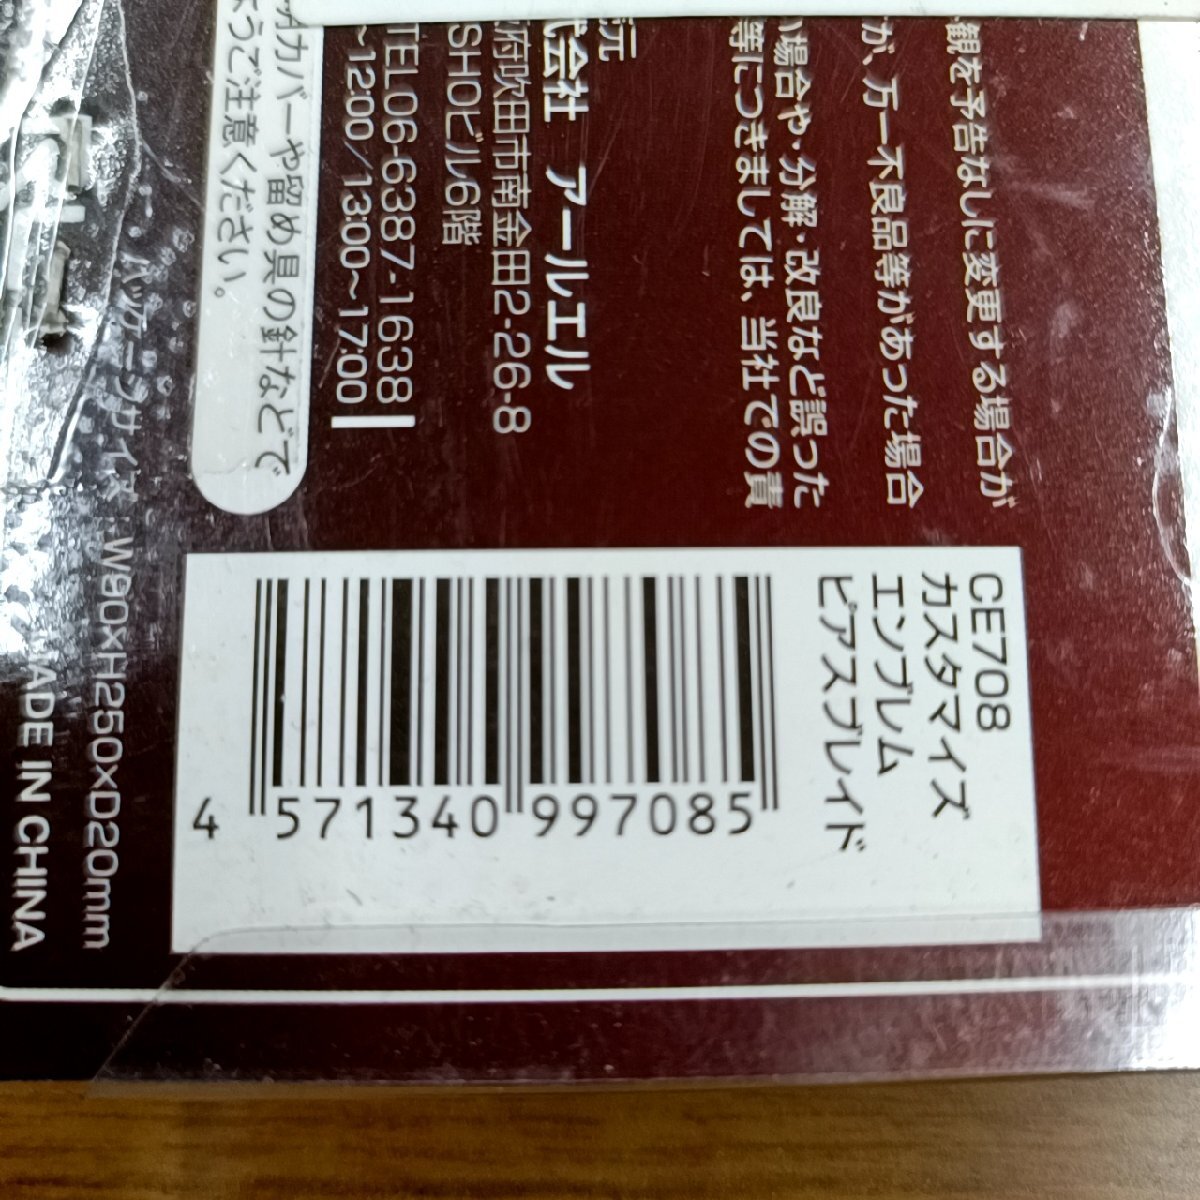 観を予告なしに変更する場合が
が、万一不良品等があった場合
場合や・分解・改良など誤った
等につきましては、当社での責
元
式会社 アールエル
府吹田市南金田2-26-8
SHOビル6階
TEL06-6387-1638
~12:00/13:00~17:00
カバーや留め具の針などで
ようご注意ください。
パッケージサイズ:W90×H250×D20mm
ADE IN CHINA
CE708
カスタマイズ
エンブレム
ピアスブレイド
4 571340 997085